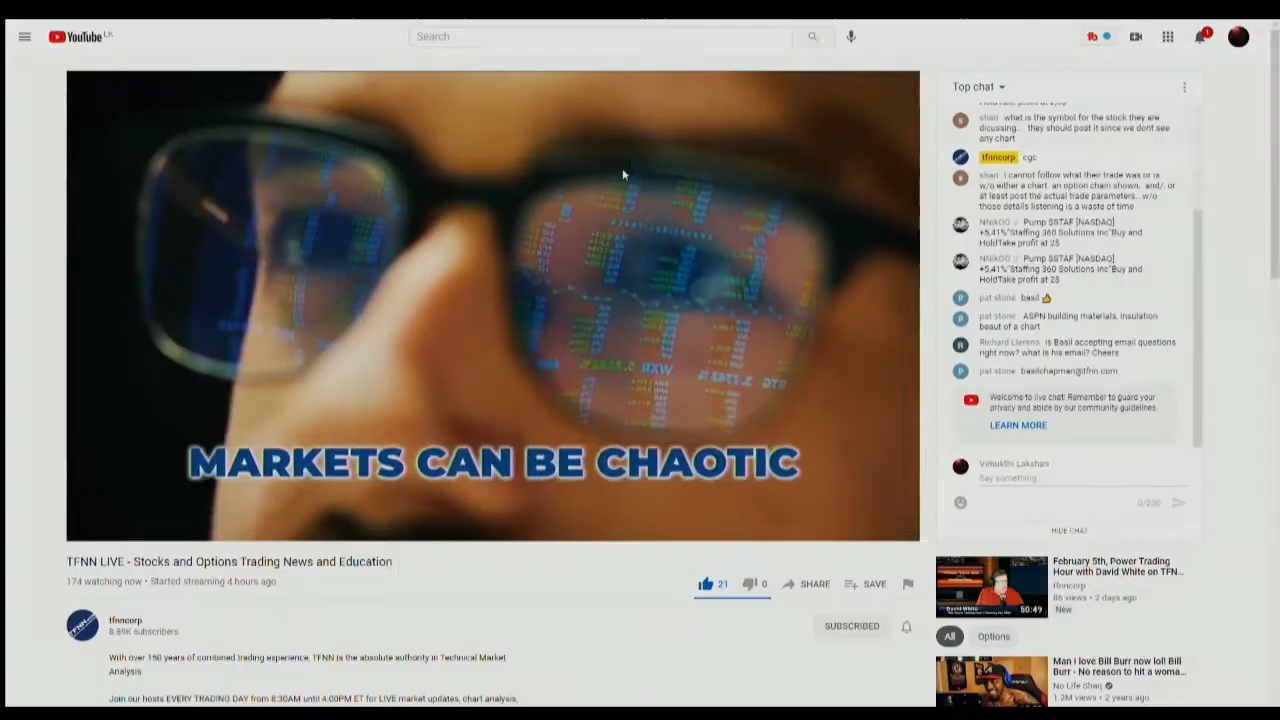 YouTube LK
Search
1
Top chat
shari what is the symbol for the stock they are
dicussing.... they should post it since we dont see
any chart
tfnncorp cgc
shari I cannot follow what their trade was or is
w/o either a chart, an option chain shown, and/. or
at least post the actual trade parameters...w/o
those details listening is a waste of time
NNikOG Pump $STAF [NASDAQ]
+5,41%"Staffing 360 Solutions Inc"Buy and
HoldTake profit at 2$
NNikOG Pump $STAF [NASDAQ]
+5,41%"Staffing 360 Solutions Inc"Buy and
HoldTake profit at 2$
pat stone basil 👍
pat stone ASPN building materials, insulation
beaut of a chart
Richard Llerena is Basil accepting email questions
right now? what is his email? Cheers
pat stone basilchapman@tfnn.com
Welcome to live chat! Remember to guard your
privacy and abide by our community guidelines.
LEARN MORE
Vimukthi Lakshan
Say something...
0/200
HIDE CHAT
MARKETS CAN BE CHAOTIC
TFNN LIVE - Stocks and Options Trading News and Education
174 watching now • Started streaming 4 hours ago
21 0 SHARE SAVE
tfnncorp
8.89K subscribers
SUBSCRIBED
With over 150 years of combined trading experience, TFNN is the absolute authority in Technical Market
Analysis.
Join our hosts EVERY TRADING DAY from 8:30AM until 4:00PM ET for LIVE market updates, chart analysis,
February 5th, Power Trading
Hour with David White on TFN...
tfnncorp
86 views • 2 days ago
New
David White
50:49
All Options
Man I love Bill Burr now lol! Bill
Burr - No reason to hit a woma...
No Life Shaq
1.2M views • 2 years ago